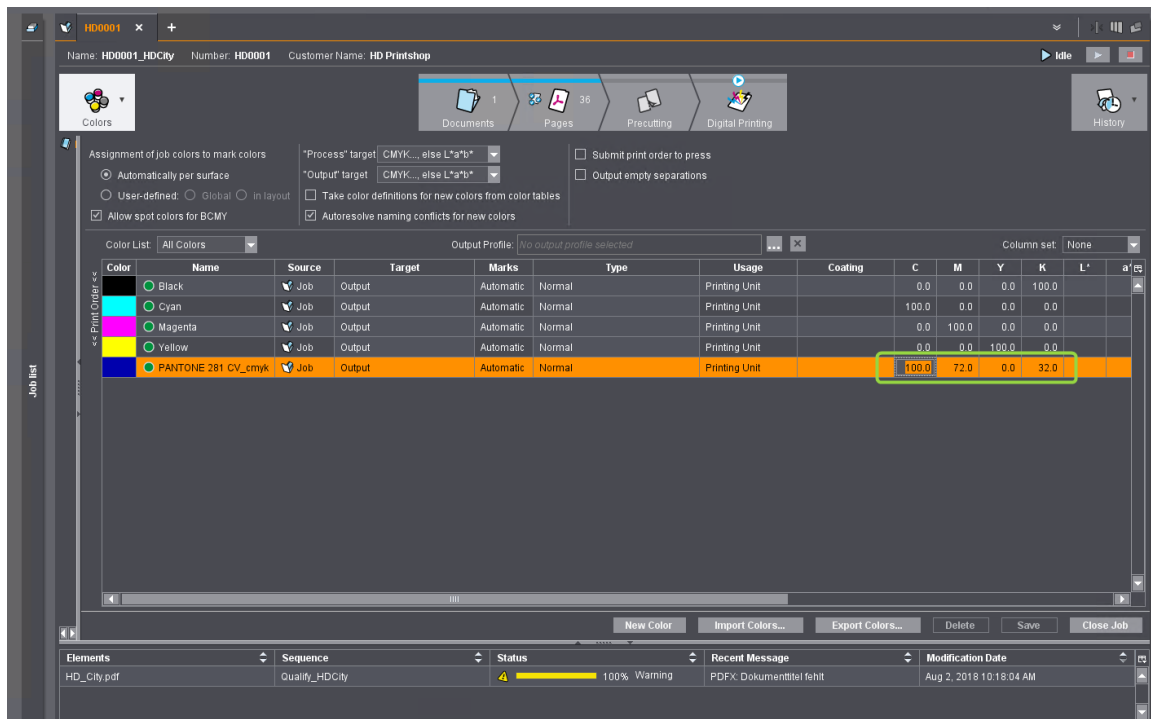 HD0001 × +
Name: HD0001_HDCity Number: HD0001 Customer Name: HD Printshop Idle
Colors
Documents 1
Pages 36
Precutting
Digital Printing
History
Assignment of job colors to mark colors
Automatically per surface
User-defined: Global in layout
Allow spot colors for BCMY
"Process" target CMYK..., else L*a*b*
"Output" target CMYK..., else L*a*b*
Take color definitions for new colors from color tables
Autoresolve naming conflicts for new colors
Submit print order to press
Output empty separations
Color List: All Colors Output Profile: No output profile selected ... Column set: None
<< Print Order <<
Color Name Source Target Marks Type Usage Coating C M Y K L* a*
Black Job Output Automatic Normal Printing Unit 0.0 0.0 0.0 100.0
Cyan Job Output Automatic Normal Printing Unit 100.0 0.0 0.0 0.0
Magenta Job Output Automatic Normal Printing Unit 0.0 100.0 0.0 0.0
Yellow Job Output Automatic Normal Printing Unit 0.0 0.0 100.0 0.0
PANTONE 281 CV_cmyk Job Output Automatic Normal Printing Unit 100.0 72.0 0.0 32.0
Job list
New Color Import Colors... Export Colors... Delete Save Close Job
Elements Sequence Status Recent Message Modification Date
HD_City.pdf Qualify_HDCity 100% Warning PDFX: Dokumenttitel fehlt Aug 2, 2018 10:18:04 AM